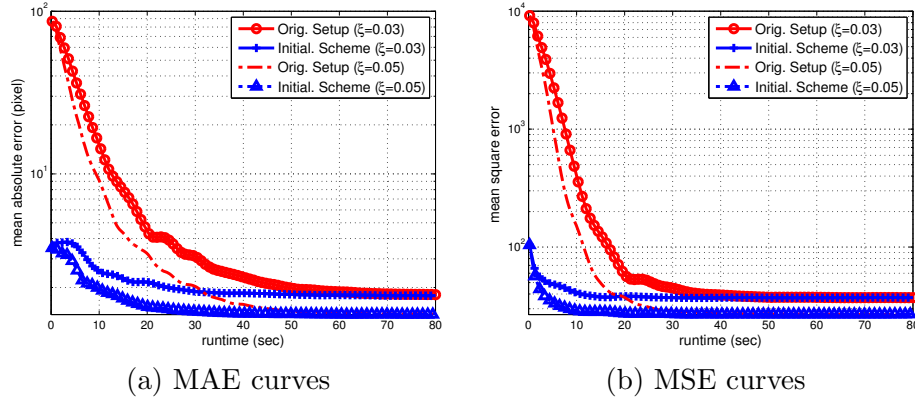 10^2
10^1
mean absolute error (pixel)
Orig. Setup (ξ=0.03)
Initial. Scheme (ξ=0.03)
Orig. Setup (ξ=0.05)
Initial. Scheme (ξ=0.05)
0 10 20 30 40 50 60 70 80
runtime (sec)
(a) MAE curves
10^4
10^3
10^2
mean square error
Orig. Setup (ξ=0.03)
Initial. Scheme (ξ=0.03)
Orig. Setup (ξ=0.05)
Initial. Scheme (ξ=0.05)
0 10 20 30 40 50 60 70 80
runtime (sec)
(b) MSE curves